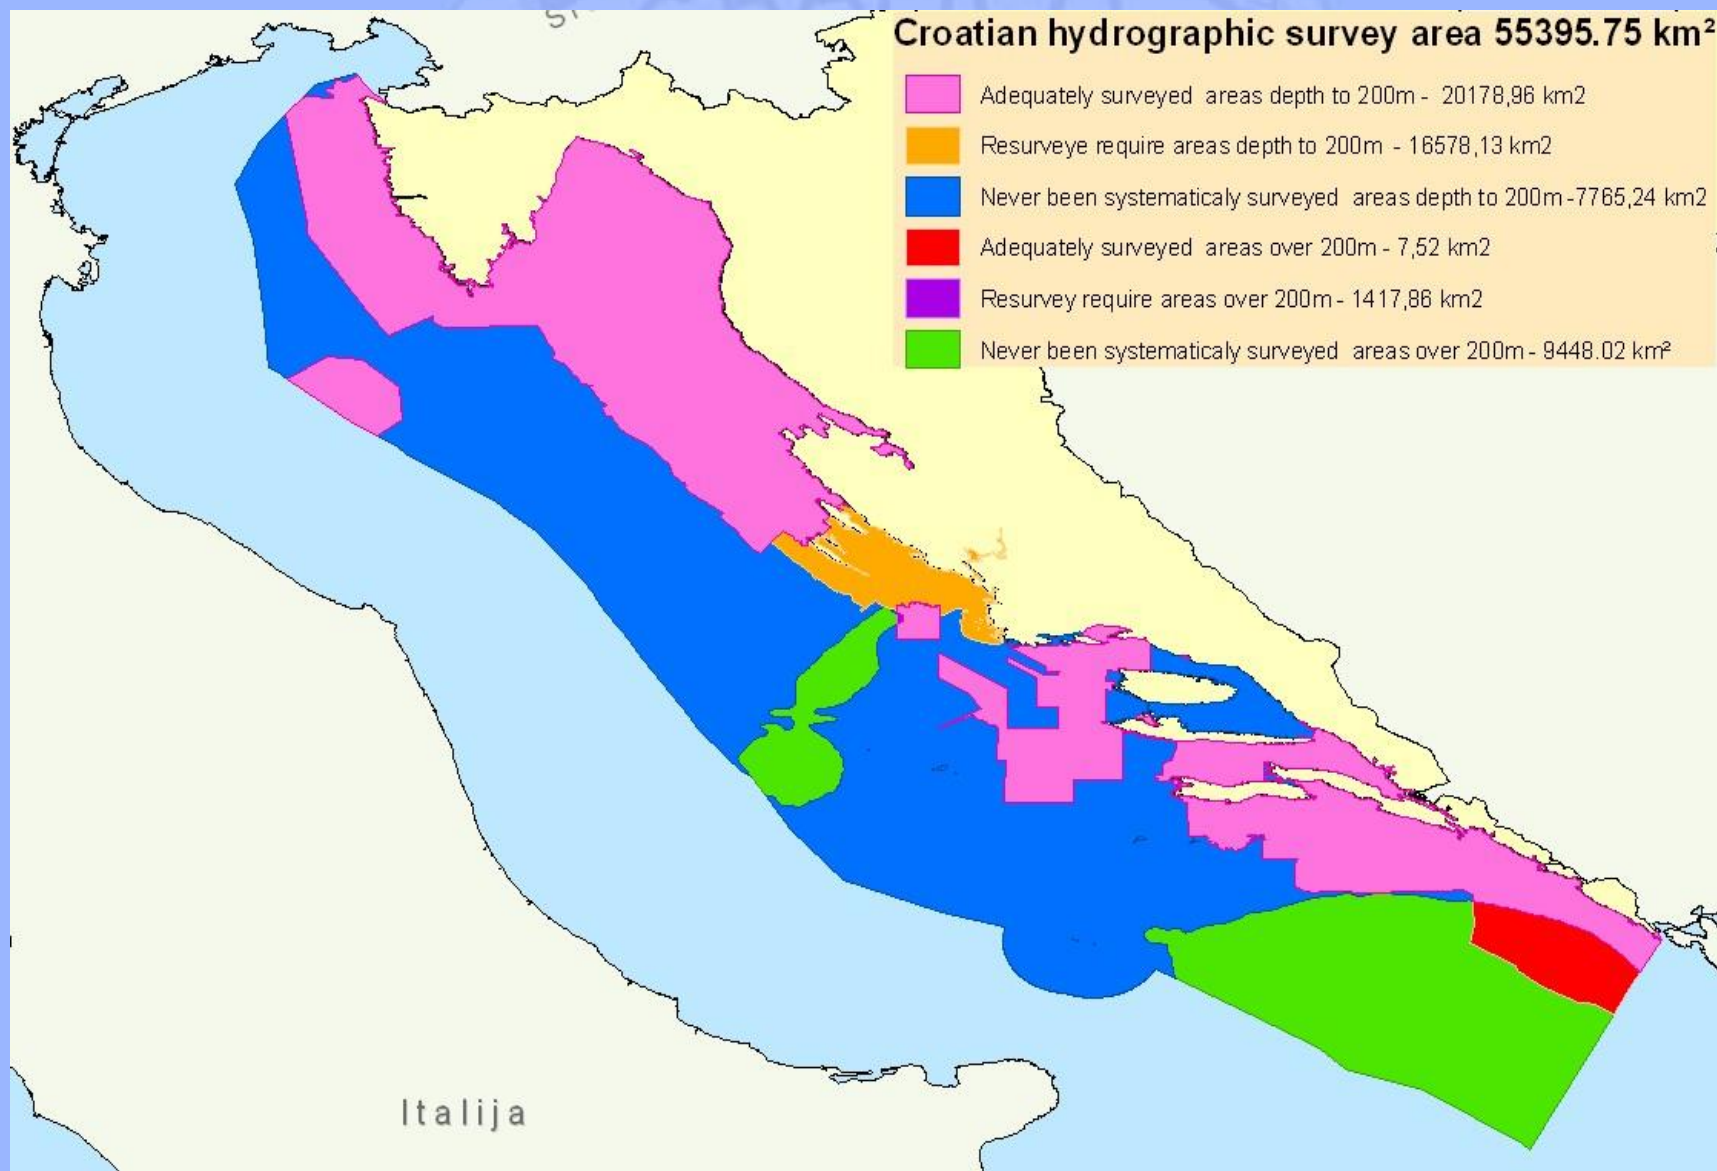 Croatian hydrographic survey area 55395.75 km²
Adequately surveyed areas depth to 200m - 20178,96 km2
Resurveye require areas depth to 200m - 16578,13 km2
Never been systematicaly surveyed areas depth to 200m -7765,24 km2
Adequately surveyed areas over 200m - 7,52 km2
Resurvey require areas over 200m - 1417,86 km2
Never been systematicaly surveyed areas over 200m - 9448.02 km²
Italija